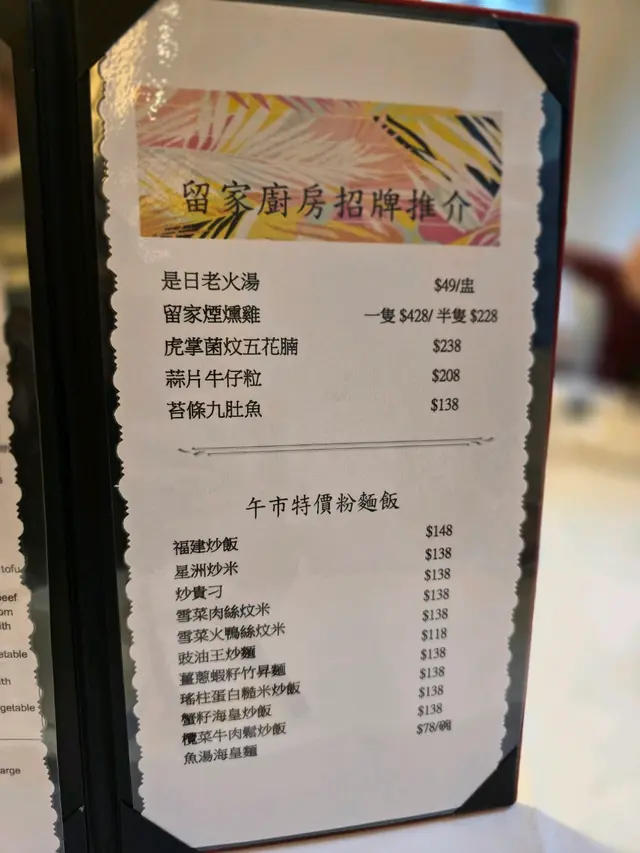 留家廚房招牌推介
是日老火湯 $49/盅
留家煙燻雞 一隻 $428/ 半隻 $228
虎掌菌炆五花腩 $238
蒜片牛仔粒 $208
苔條九肚魚 $138
午市特價粉麵飯
福建炒飯 $148
星洲炒米 $138
炒貴刁 $138
雪菜肉絲炆米 $138
雪菜火鴨絲炆米 $138
豉油王炒麵 $118
薑蔥蝦籽竹昇麵 $138
瑤柱蛋白糙米炒飯 $138
蟹籽海皇炒飯 $138
欖菜牛肉鬆炒飯 $138
魚湯海皇麵 $78/碗
tofu